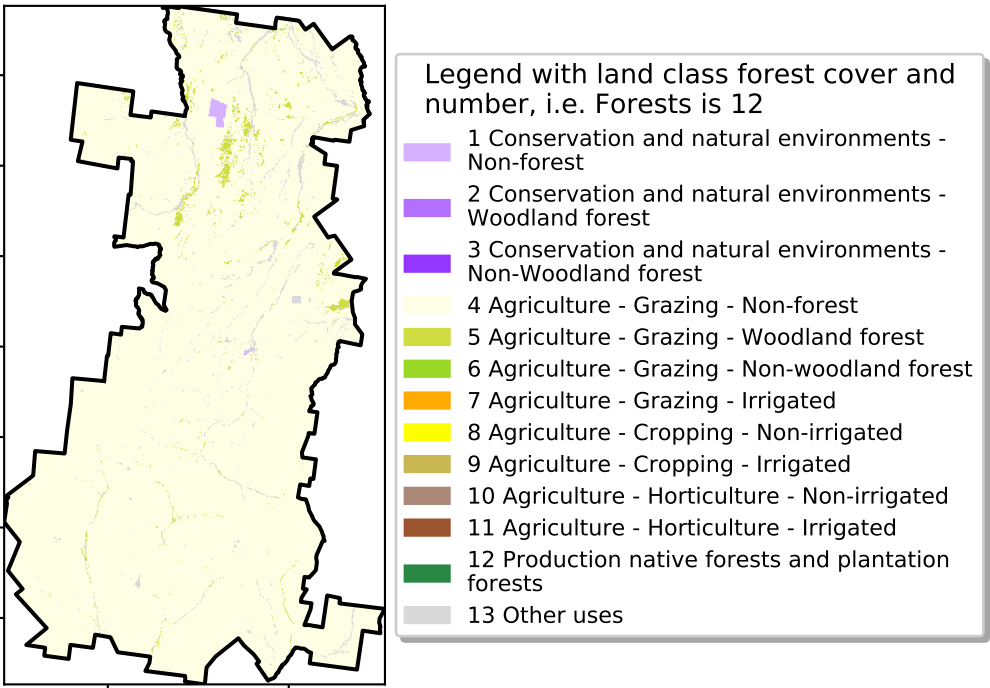 Legend with land class forest cover and
number, i.e. Forests is 12
1 Conservation and natural environments -
Non-forest
2 Conservation and natural environments -
Woodland forest
3 Conservation and natural environments -
Non-Woodland forest
4 Agriculture - Grazing - Non-forest
5 Agriculture - Grazing - Woodland forest
6 Agriculture - Grazing - Non-woodland forest
7 Agriculture - Grazing - Irrigated
8 Agriculture - Cropping - Non-irrigated
9 Agriculture - Cropping - Irrigated
10 Agriculture - Horticulture - Non-irrigated
11 Agriculture - Horticulture - Irrigated
12 Production native forests and plantation
forests
13 Other uses